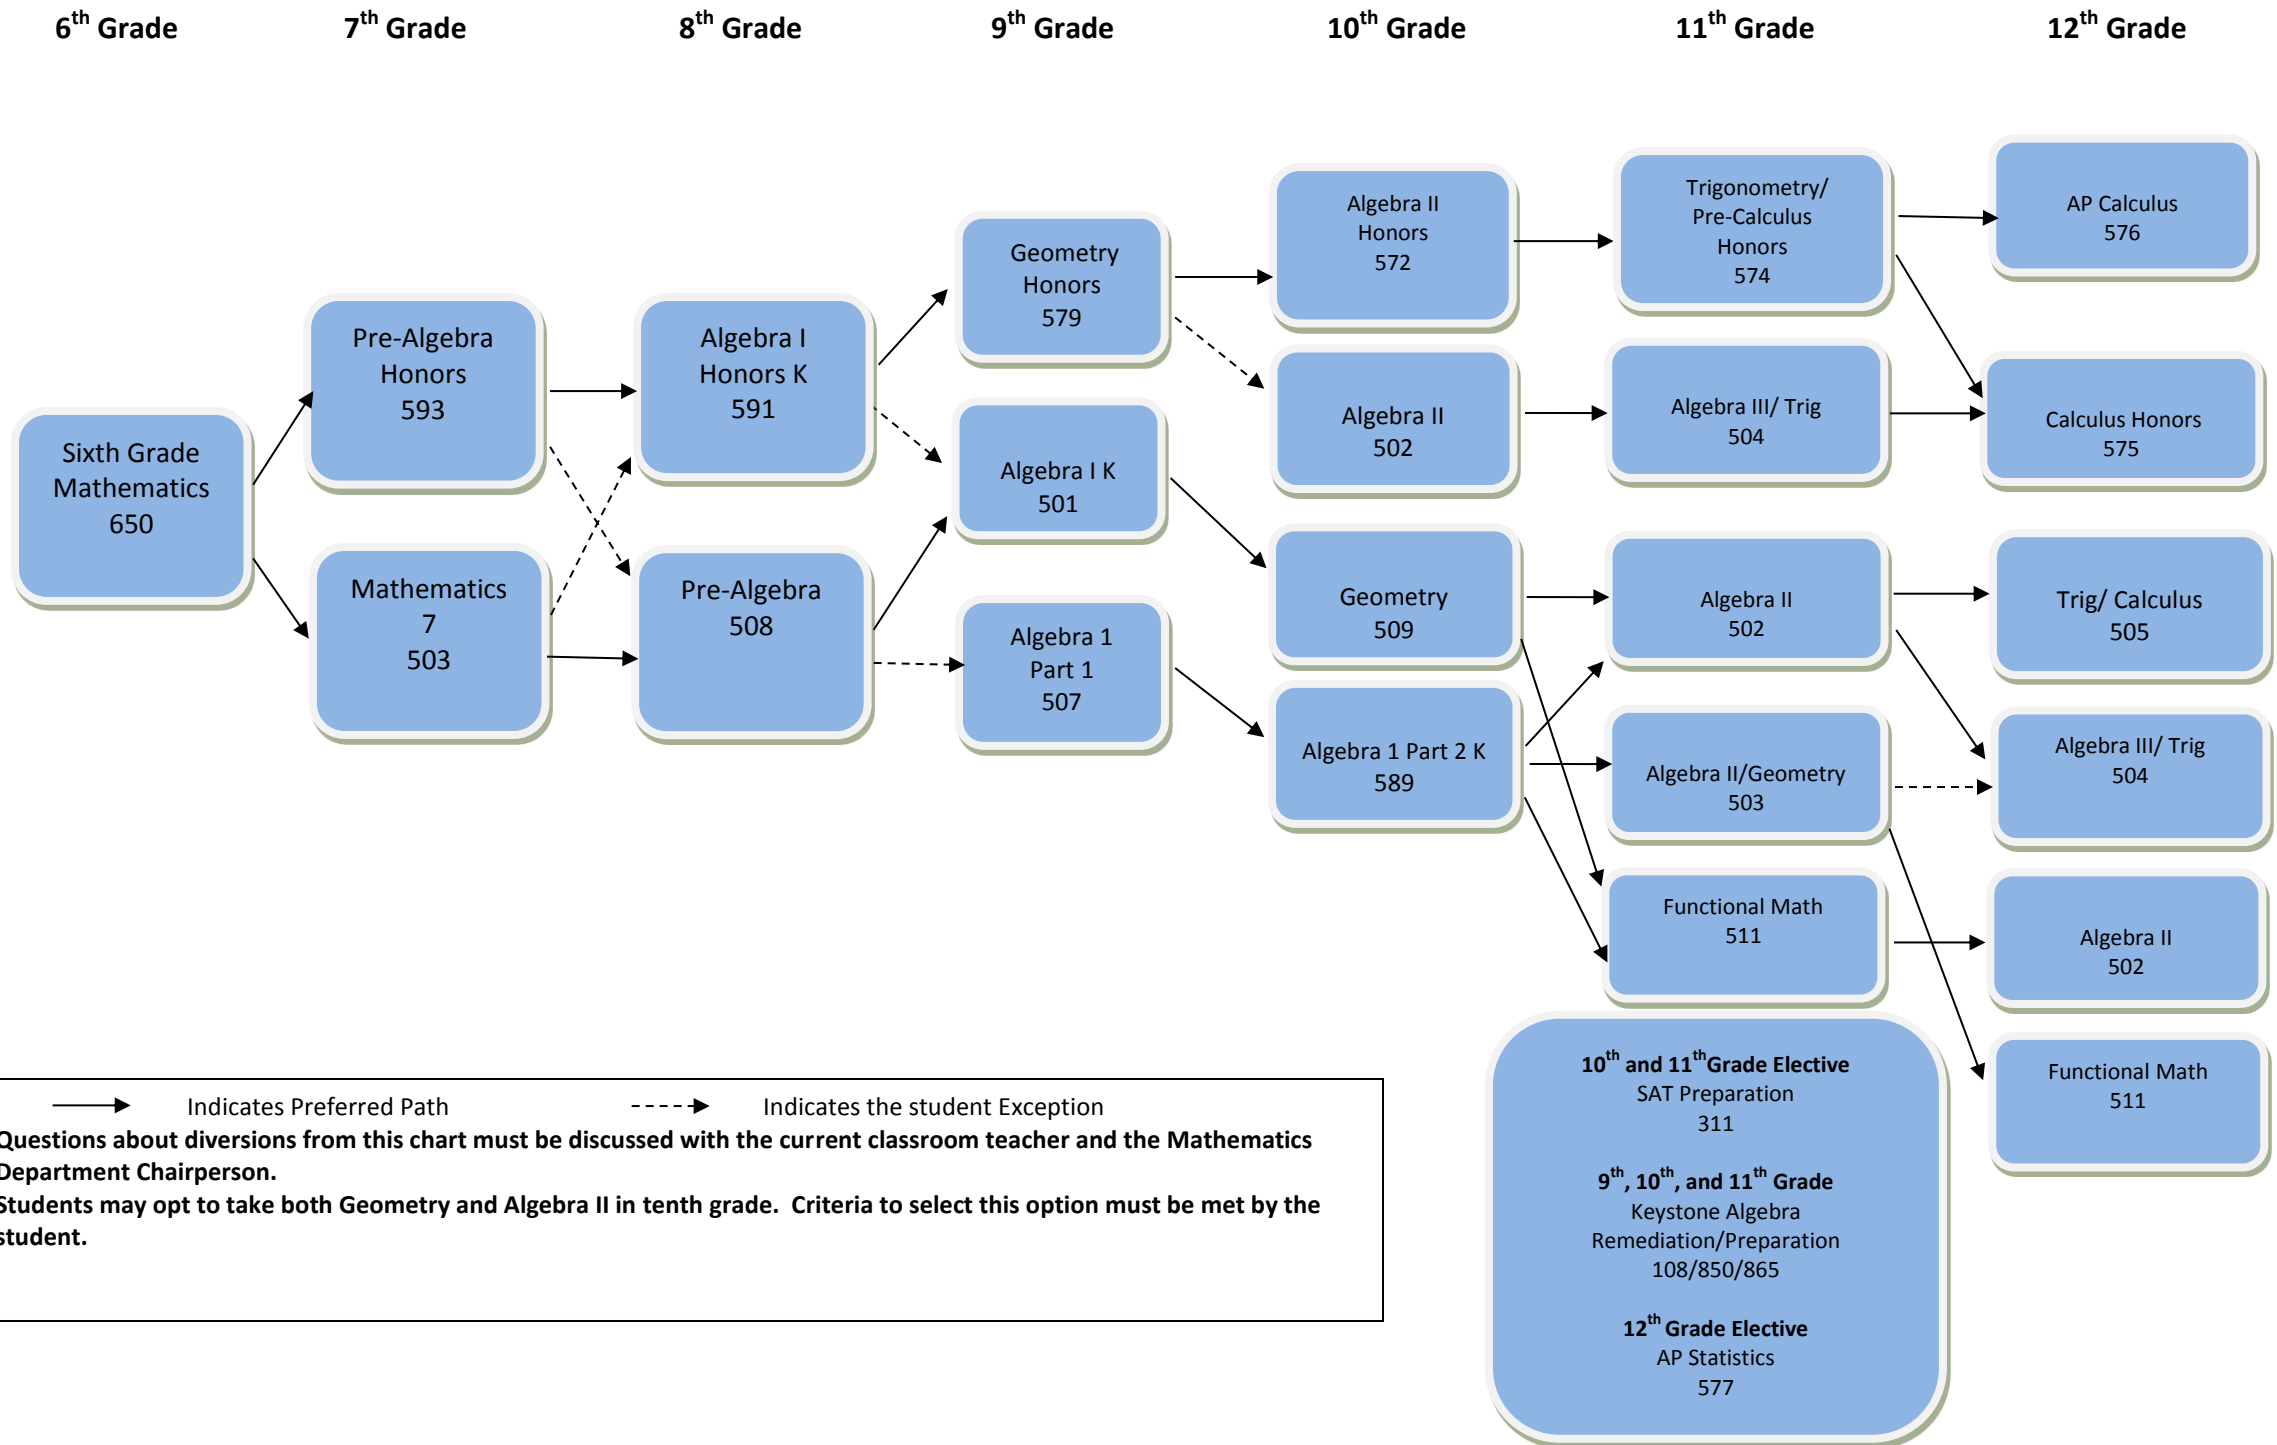 6th Grade
7th Grade
8th Grade
9th Grade
10th Grade
11th Grade
12th Grade
Sixth Grade
Mathematics
650
Pre-Algebra
Honors
593
Mathematics
7
503
Algebra I
Honors K
591
Pre-Algebra
508
Geometry
Honors
579
Algebra I K
501
Algebra 1
Part 1
507
Algebra II
Honors
572
Algebra II
502
Geometry
509
Algebra 1 Part 2 K
589
Trigonometry/
Pre-Calculus
Honors
574
Algebra III/ Trig
504
Algebra II
502
Algebra II/Geometry
503
Functional Math
511
AP Calculus
576
Calculus Honors
575
Trig/ Calculus
505
Algebra III/ Trig
504
Algebra II
502
Functional Math
511
10th and 11thGrade Elective
SAT Preparation
311
9th, 10th, and 11th Grade
Keystone Algebra
Remediation/Preparation
108/850/865
12th Grade Elective
AP Statistics
577
Indicates Preferred Path
Indicates the student Exception
Questions about diversions from this chart must be discussed with the current classroom teacher and the Mathematics
Department Chairperson.
Students may opt to take both Geometry and Algebra II in tenth grade.  Criteria to select this option must be met by the
student.